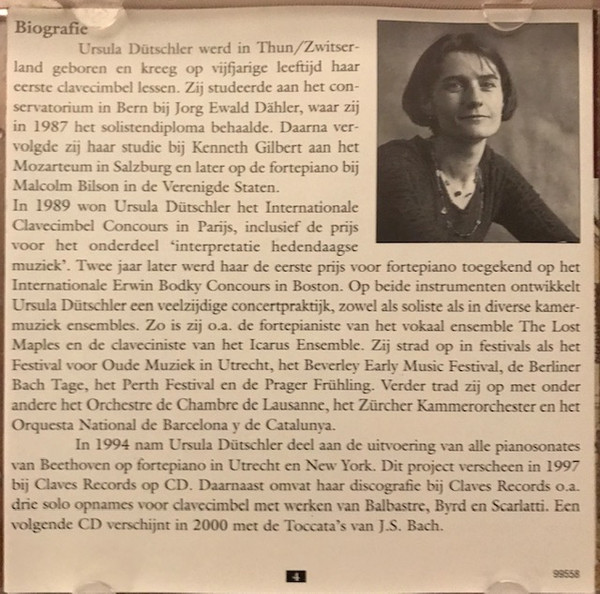 Biografie
Ursula Dütschler werd in Thun/Zwitser-
land geboren en kreeg op vijfjarige leeftijd haar
eerste clavecimbel lessen. Zij studeerde aan het con-
servatorium in Bern bij Jorg Ewald Dähler, waar zij
in 1987 het solistendiploma behaalde. Daarna ver-
volgde zij haar studie bij Kenneth Gilbert aan het
Mozarteum in Salzburg en later op de fortepiano bij
Malcolm Bilson in de Verenigde Staten.
In 1989 won Ursula Dütschler het Internationale
Clavecimbel Concours in Parijs, inclusief de prijs
voor het onderdeel ‘interpretatie hedendaagse
muziek’. Twee jaar later werd haar de eerste prijs voor fortepiano toegekend op het
Internationale Erwin Bodky Concours in Boston. Op beide instrumenten ontwikkelt
Ursula Dütschler een veelzijdige concertpraktijk, zowel als soliste als in diverse kamer-
muziek ensembles. Zo is zij o.a. de fortepianiste van het vokaal ensemble The Lost
Maples en de claveciniste van het Icarus Ensemble. Zij strad op in festivals als het
Festival voor Oude Muziek in Utrecht, het Beverley Early Music Festival, de Berliner
Bach Tage, het Perth Festival en de Prager Frühling. Verder trad zij op met onder
andere het Orchestre de Chambre de Lausanne, het Zürcher Kammerorchester en het
Orquesta National de Barcelona y de Catalunya.
In 1994 nam Ursula Dütschler deel aan de uitvoering van alle pianosonates
van Beethoven op fortepiano in Utrecht en New York. Dit project verscheen in 1997
bij Claves Records op CD. Daarnaast omvat haar discografie bij Claves Records o.a.
drie solo opnames voor clavecimbel met werken van Balbastre, Byrd en Scarlatti. Een
volgende CD verschijnt in 2000 met de Toccata’s van J.S. Bach.
4
99558